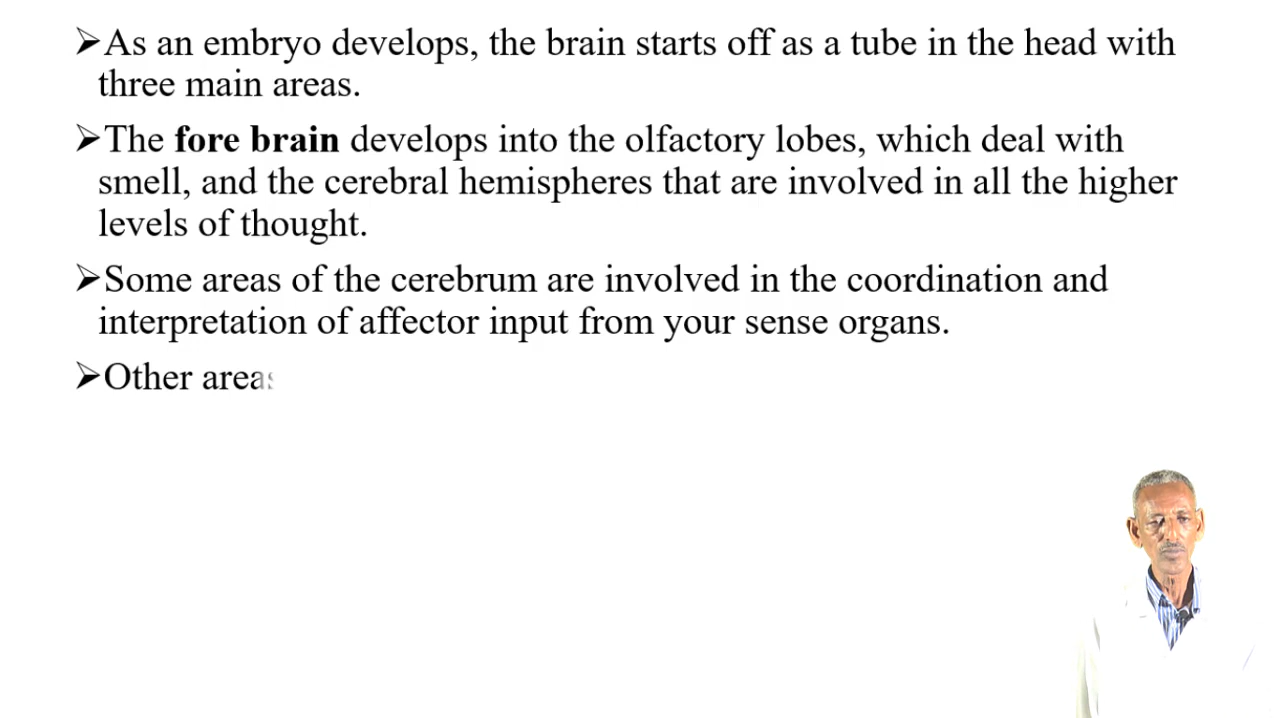 ➢As an embryo develops, the brain starts off as a tube in the head with
three main areas.
➢The fore brain develops into the olfactory lobes, which deal with
smell, and the cerebral hemispheres that are involved in all the higher
levels of thought.
➢Some areas of the cerebrum are involved in the coordination and
interpretation of affector input from your sense organs.
➢Other areas